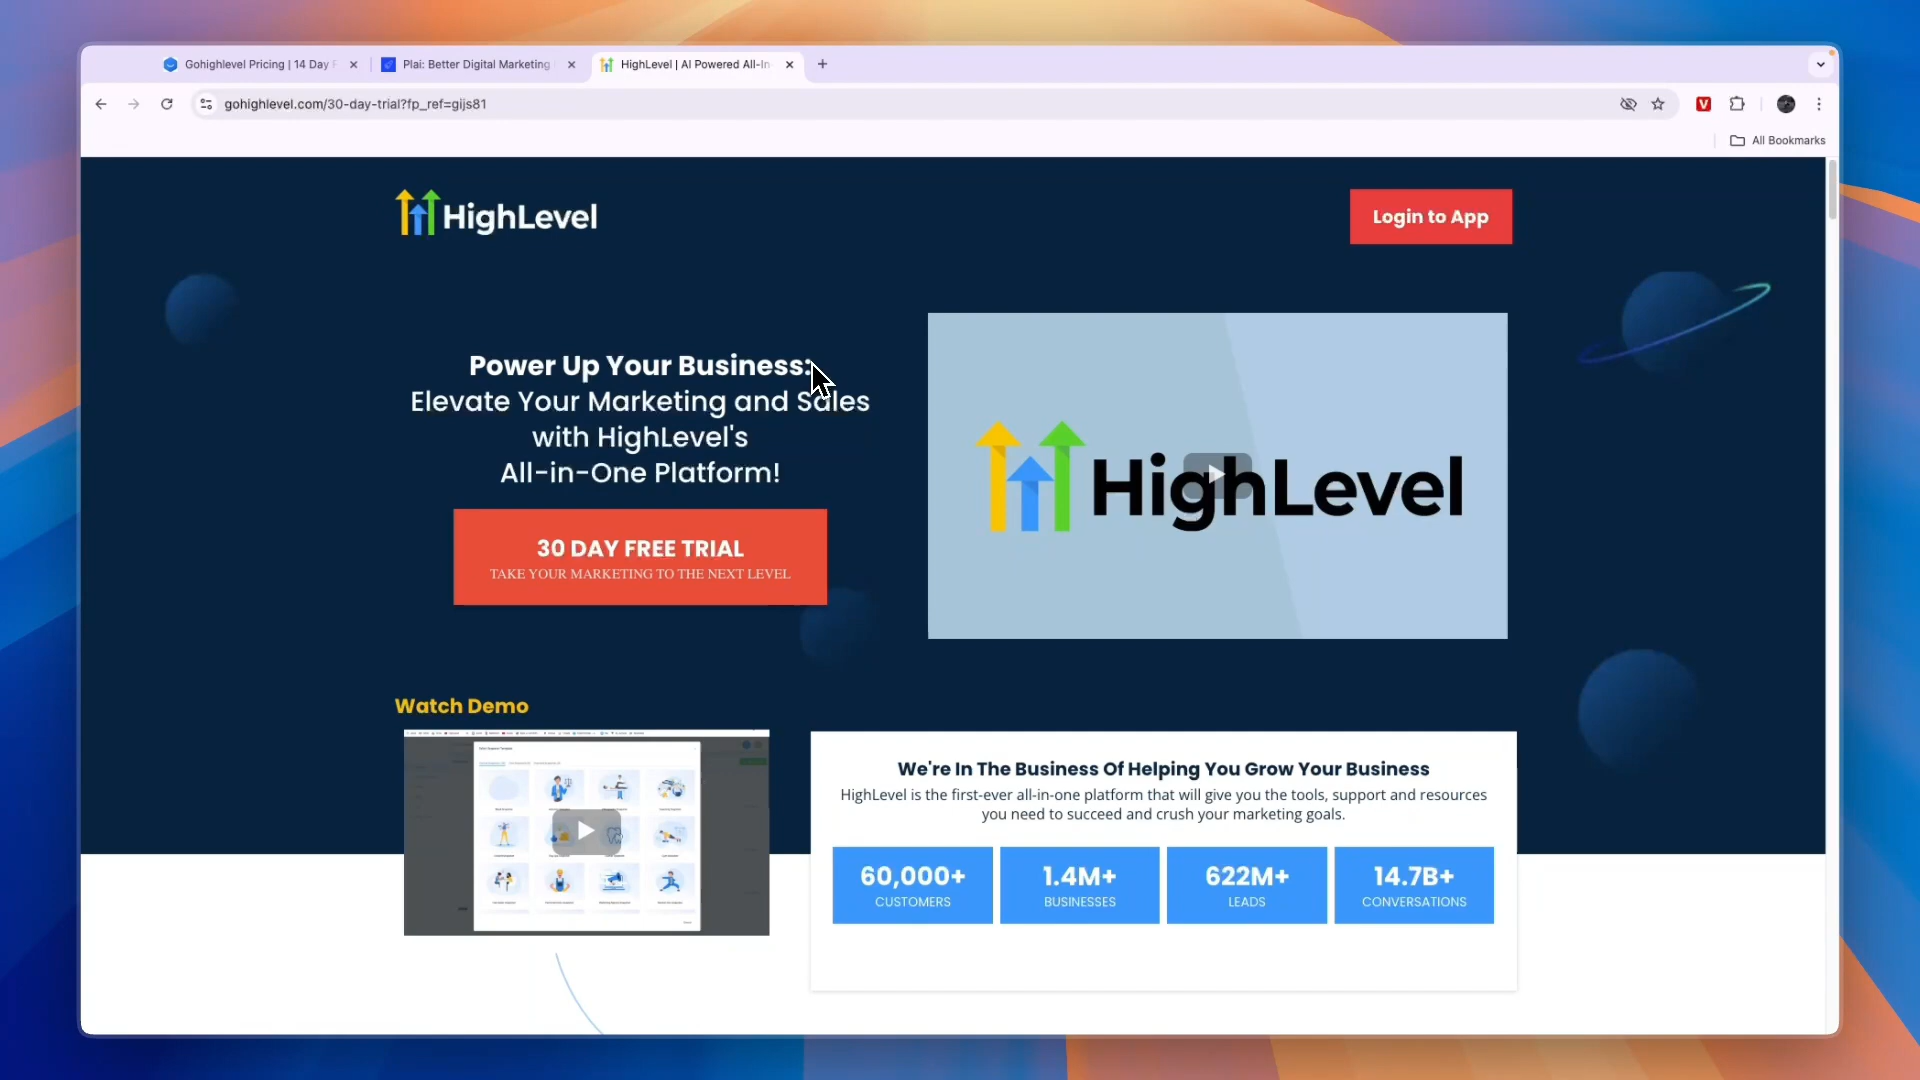 Gohighlevel Pricing | 14 Day F
Plai: Better Digital Marketing
HighLevel | AI Powered All-In-
gohighlevel.com/30-day-trial?fp_ref=gijs81
All Bookmarks
HighLevel
Login to App
Power Up Your Business:
Elevate Your Marketing and Sales
with HighLevel's
All-in-One Platform!
30 DAY FREE TRIAL
TAKE YOUR MARKETING TO THE NEXT LEVEL
HighLevel
Watch Demo
We're In The Business Of Helping You Grow Your Business
HighLevel is the first-ever all-in-one platform that will give you the tools, support and resources
you need to succeed and crush your marketing goals.
60,000+
CUSTOMERS
1.4M+
BUSINESSES
622M+
LEADS
14.7B+
CONVERSATIONS